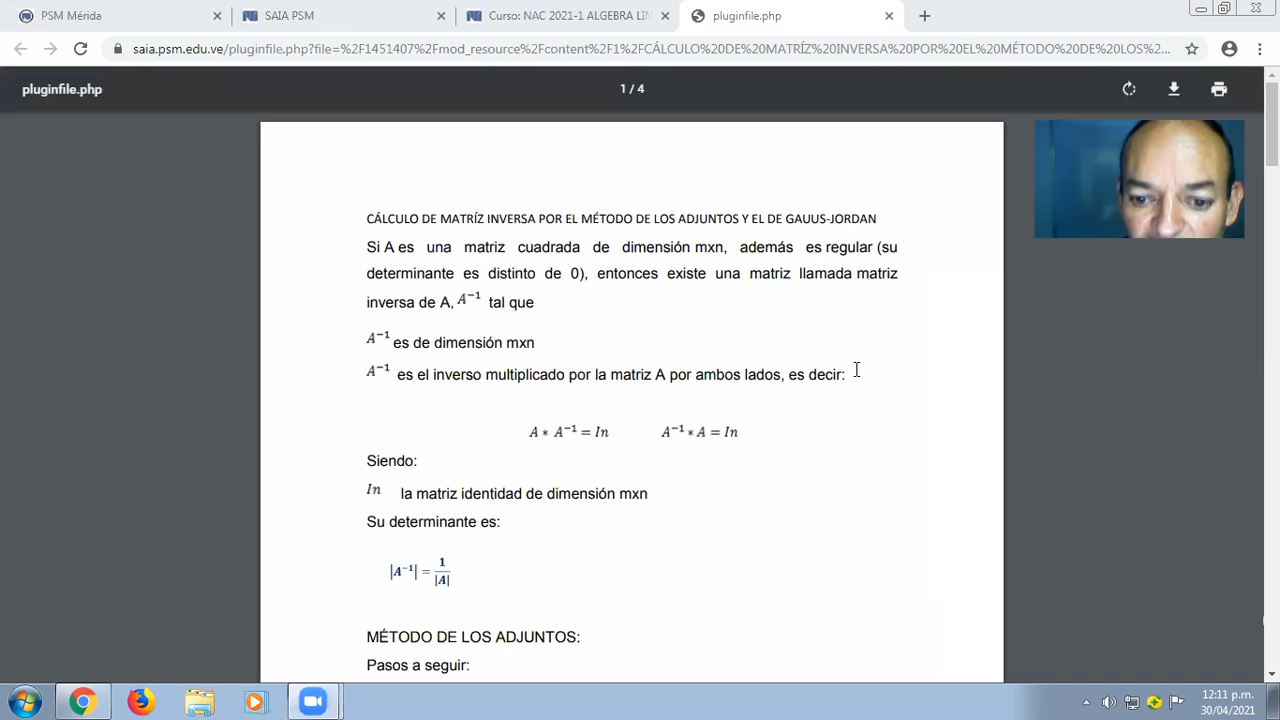 PSM Mérida
SAIA PSM
Curso: NAC 2021-1 ALGEBRA LIN
pluginfile.php
saia.psm.edu.ve/pluginfile.php?file=%2F1451407%2Fmod_resource%2Fcontent%2F1%2FCÁLCULO%20DE%20MATRÍZ%20INVERSA%20POR%20EL%20MÉTODO%20DE%20LOS%20...
pluginfile.php
1 / 4
CÁLCULO DE MATRÍZ INVERSA POR EL MÉTODO DE LOS ADJUNTOS Y EL DE GAUUS-JORDAN
Si A es una matriz cuadrada de dimensión mxn, además es regular (su
determinante es distinto de 0), entonces existe una matriz llamada matriz
inversa de A, A⁻¹ tal que
A⁻¹ es de dimensión mxn
A⁻¹ es el inverso multiplicado por la matriz A por ambos lados, es decir:
A ∗ A⁻¹ = In A⁻¹ ∗ A = In
Siendo:
In la matriz identidad de dimensión mxn
Su determinante es:
|A⁻¹| = 1/|A|
MÉTODO DE LOS ADJUNTOS:
Pasos a seguir:
12:11 p.m.
30/04/2021